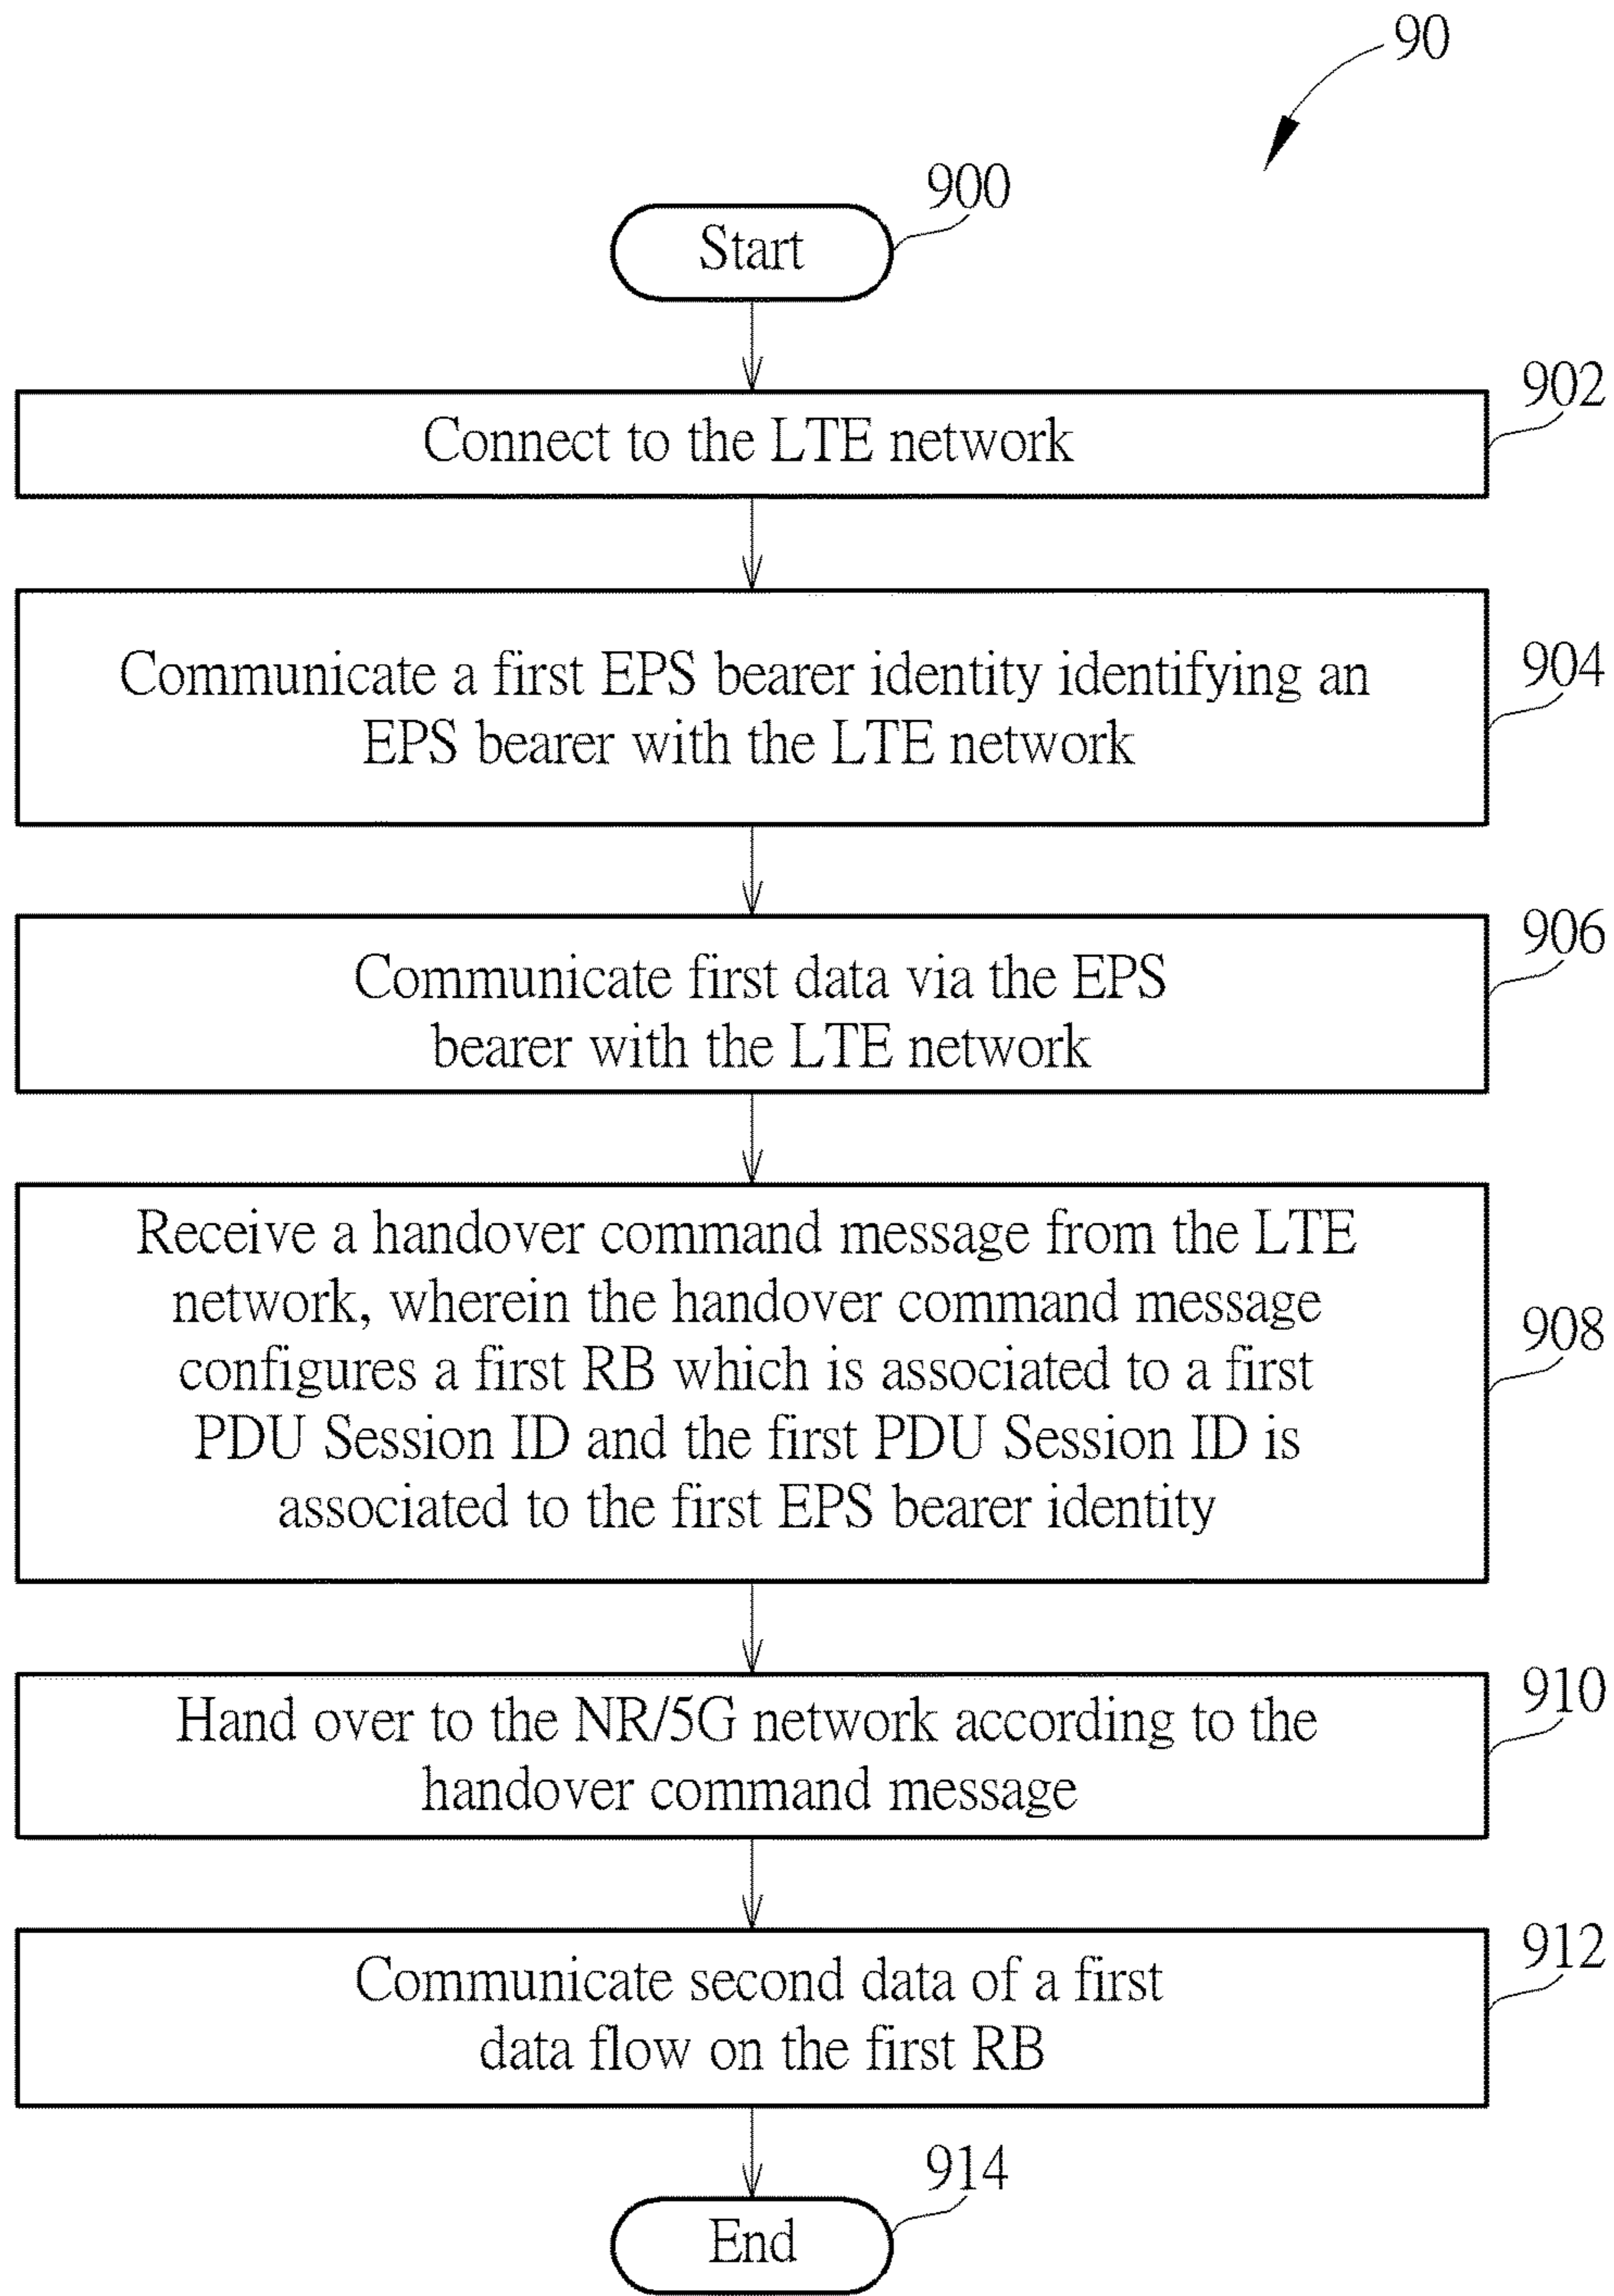 90
900
Start
902
Connect to the LTE network
904
Communicate a first EPS bearer identity identifying an
EPS bearer with the LTE network
906
Communicate first data via the EPS
bearer with the LTE network
Receive a handover command message from the LTE
network, wherein the handover command message
908
configures a first RB which is associated to a first
PDU Session ID and the first PDU Session ID is
associated to the first EPS bearer identity
910
Hand over to the NR/5G network according to the
handover command message
912
Communicate second data of a first
data flow on the first RB
914
End